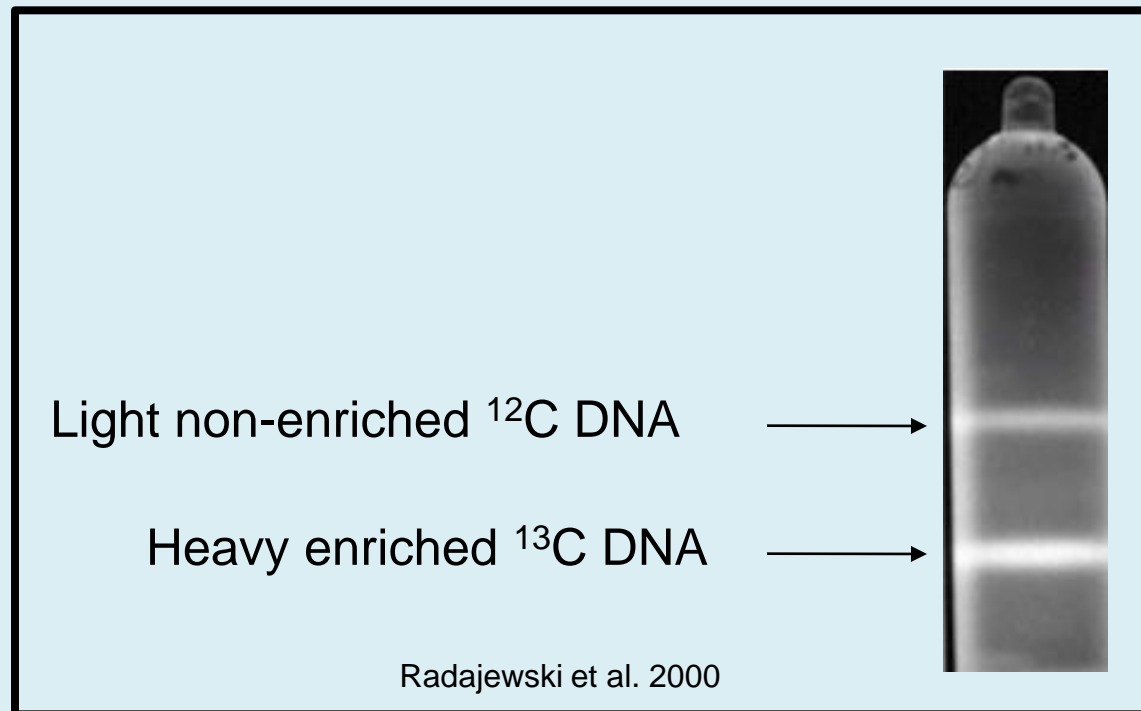 Light non-enriched ¹²C DNA
Heavy enriched ¹³C DNA
Radajewski et al. 2000